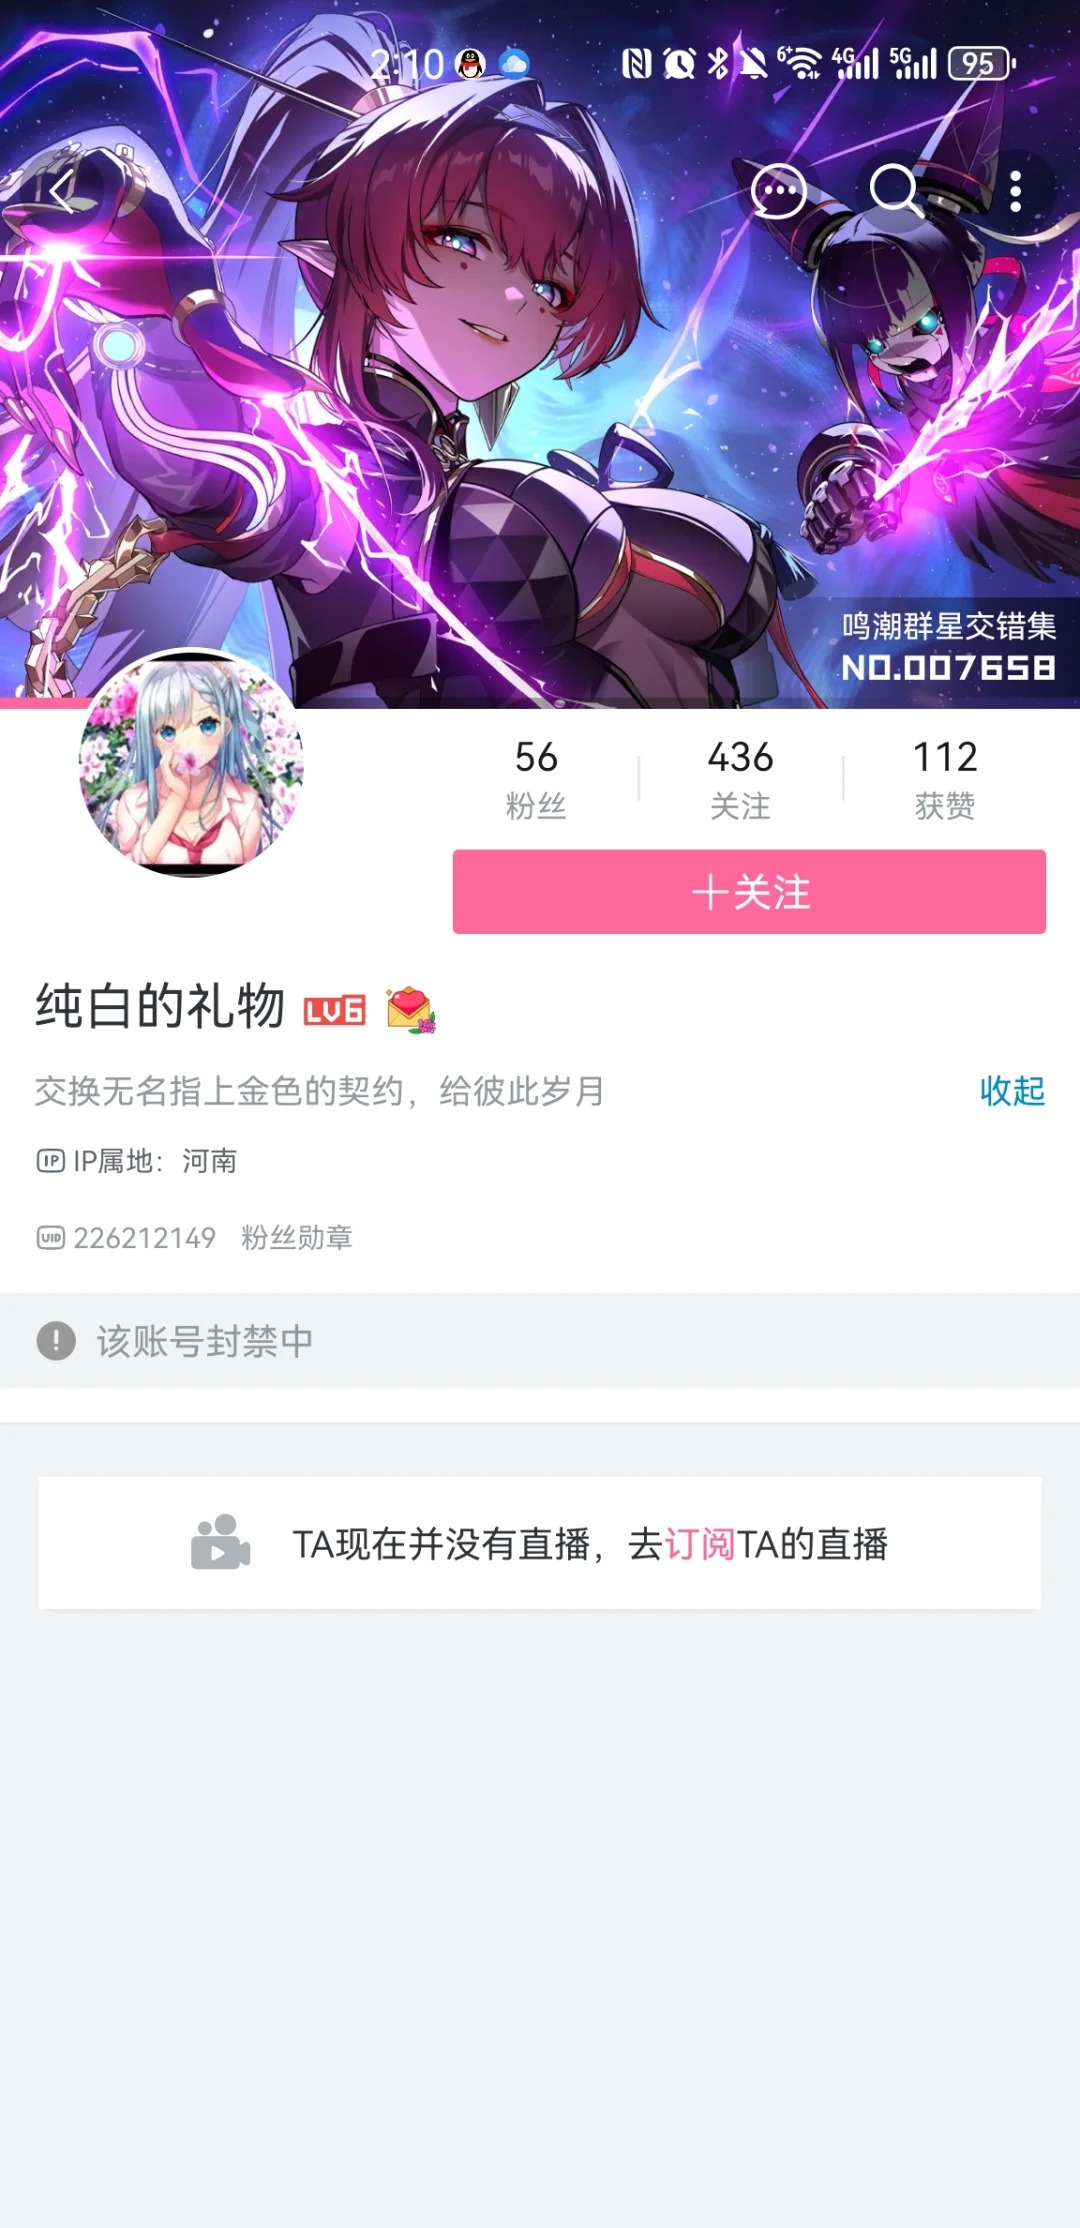 2:10 6+ 4G 5G 95
鸣潮群星交错集
NO.007658
56 436 112
粉丝 关注 获赞
十关注
纯白的礼物 LV6
交换无名指上金色的契约，给彼此岁月 收起
IP IP属地：河南
UID 226212149 粉丝勋章
该账号封禁中
TA现在并没有直播，去订阅TA的直播